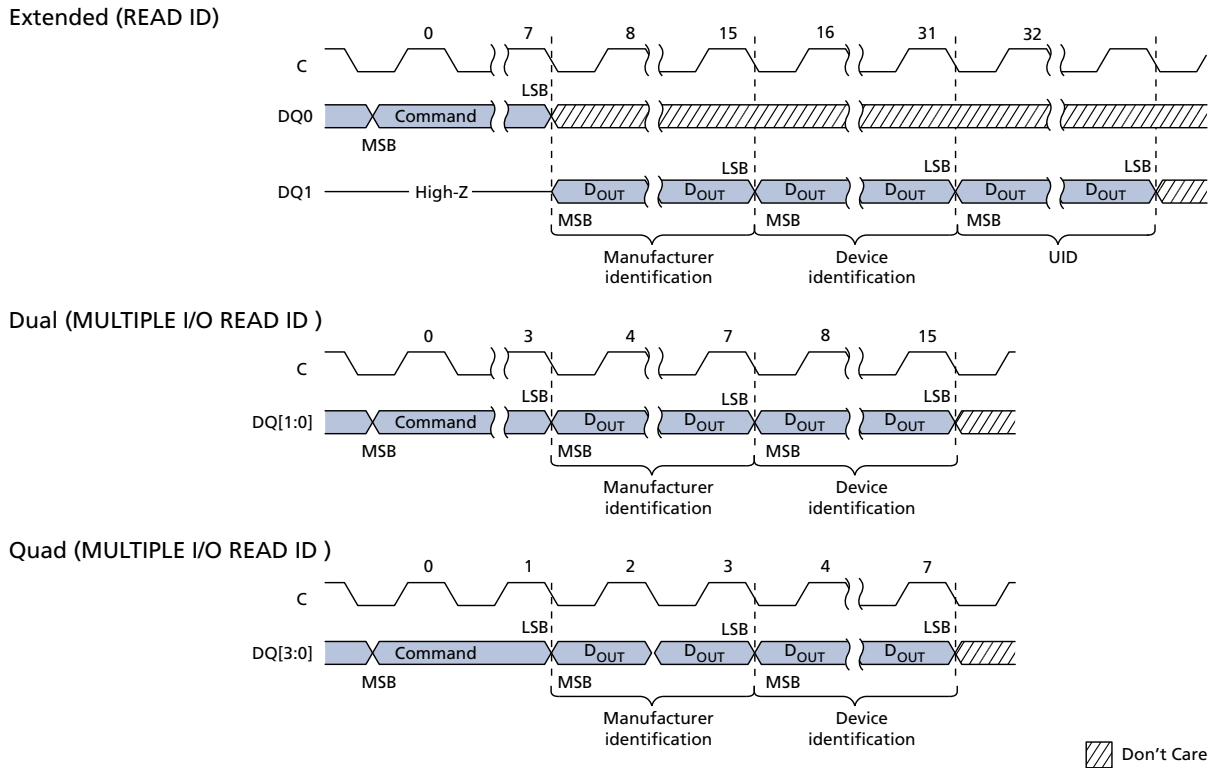 Extended (READ ID)
0 7 8 15 16 31 32
C
LSB
DQ0 Command
MSB
LSB LSB LSB
DQ1 High-Z DOUT DOUT DOUT DOUT DOUT DOUT
MSB MSB MSB
Manufacturer identification Device identification UID
Dual (MULTIPLE I/O READ ID )
0 3 4 7 8 15
C
LSB LSB LSB
DQ[1:0] Command DOUT DOUT DOUT DOUT
MSB MSB MSB
Manufacturer identification Device identification
Quad (MULTIPLE I/O READ ID )
0 1 2 3 4 7
C
LSB LSB LSB
DQ[3:0] Command DOUT DOUT DOUT DOUT
MSB MSB MSB
Manufacturer identification Device identification
Don't Care